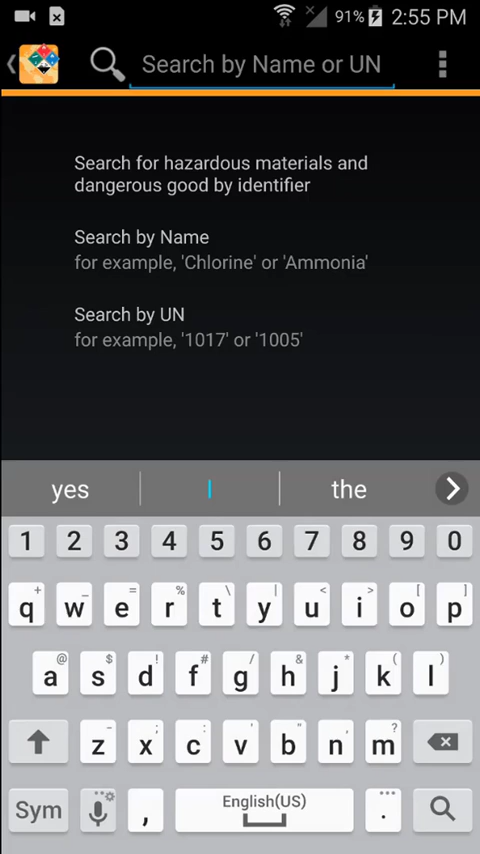 91% 2:55 PM
Search by Name or UN
Search for hazardous materials and
dangerous good by identifier
Search by Name
for example, 'Chlorine' or 'Ammonia'
Search by UN
for example, '1017' or '1005'
yes I the
1 2 3 4 5 6 7 8 9 0
+ _ = % \ | < > [ ]
q w e r t y u i o p
@ $ ! # / & * ( )
a s d f g h j k l
- ; : ' " , ?
z x c v b n m
Sym , English(US) .